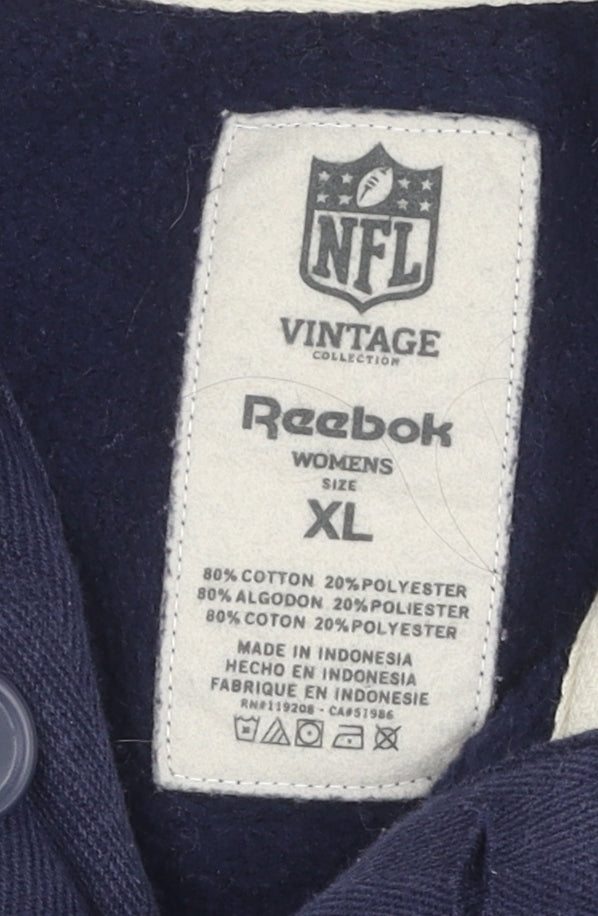 NFL
VINTAGE
COLLECTION
Reebok
WOMENS
SIZE
XL
80% COTTON 20% POLYESTER
80% ALGODON 20% POLIESTER
80% COTON 20% POLYESTER
MADE IN INDONESIA
HECHO EN INDONESIA
FABRIQUE EN INDONESIE
RN#119208 - CA#51986